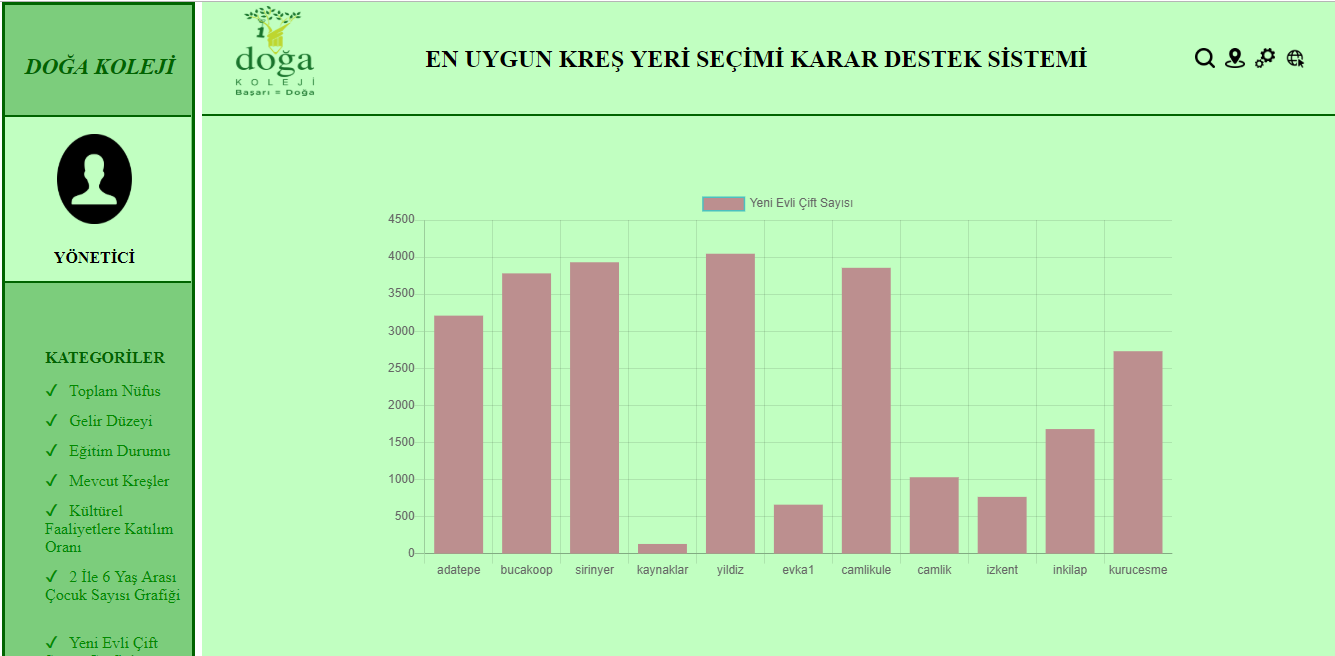 DOĞA KOLEJİ
YÖNETİCİ
KATEGORİLER
Toplam Nüfus
Gelir Düzeyi
Eğitim Durumu
Mevcut Kreşler
Kültürel
Faaliyetlere Katılım
Oranı
2 İle 6 Yaş Arası
Çocuk Sayısı Grafiği
Yeni Evli Çift
doğa
KOLEJİ
Başarı = Doğa
EN UYGUN KREŞ YERİ SEÇİMİ KARAR DESTEK SİSTEMİ
Yeni Evli Çift Sayısı
4500
4000
3500
3000
2500
2000
1500
1000
500
0
adatepe bucakoop sirinyer kaynaklar yildiz evka1 camlikule camlik izkent inkilap kurucesme